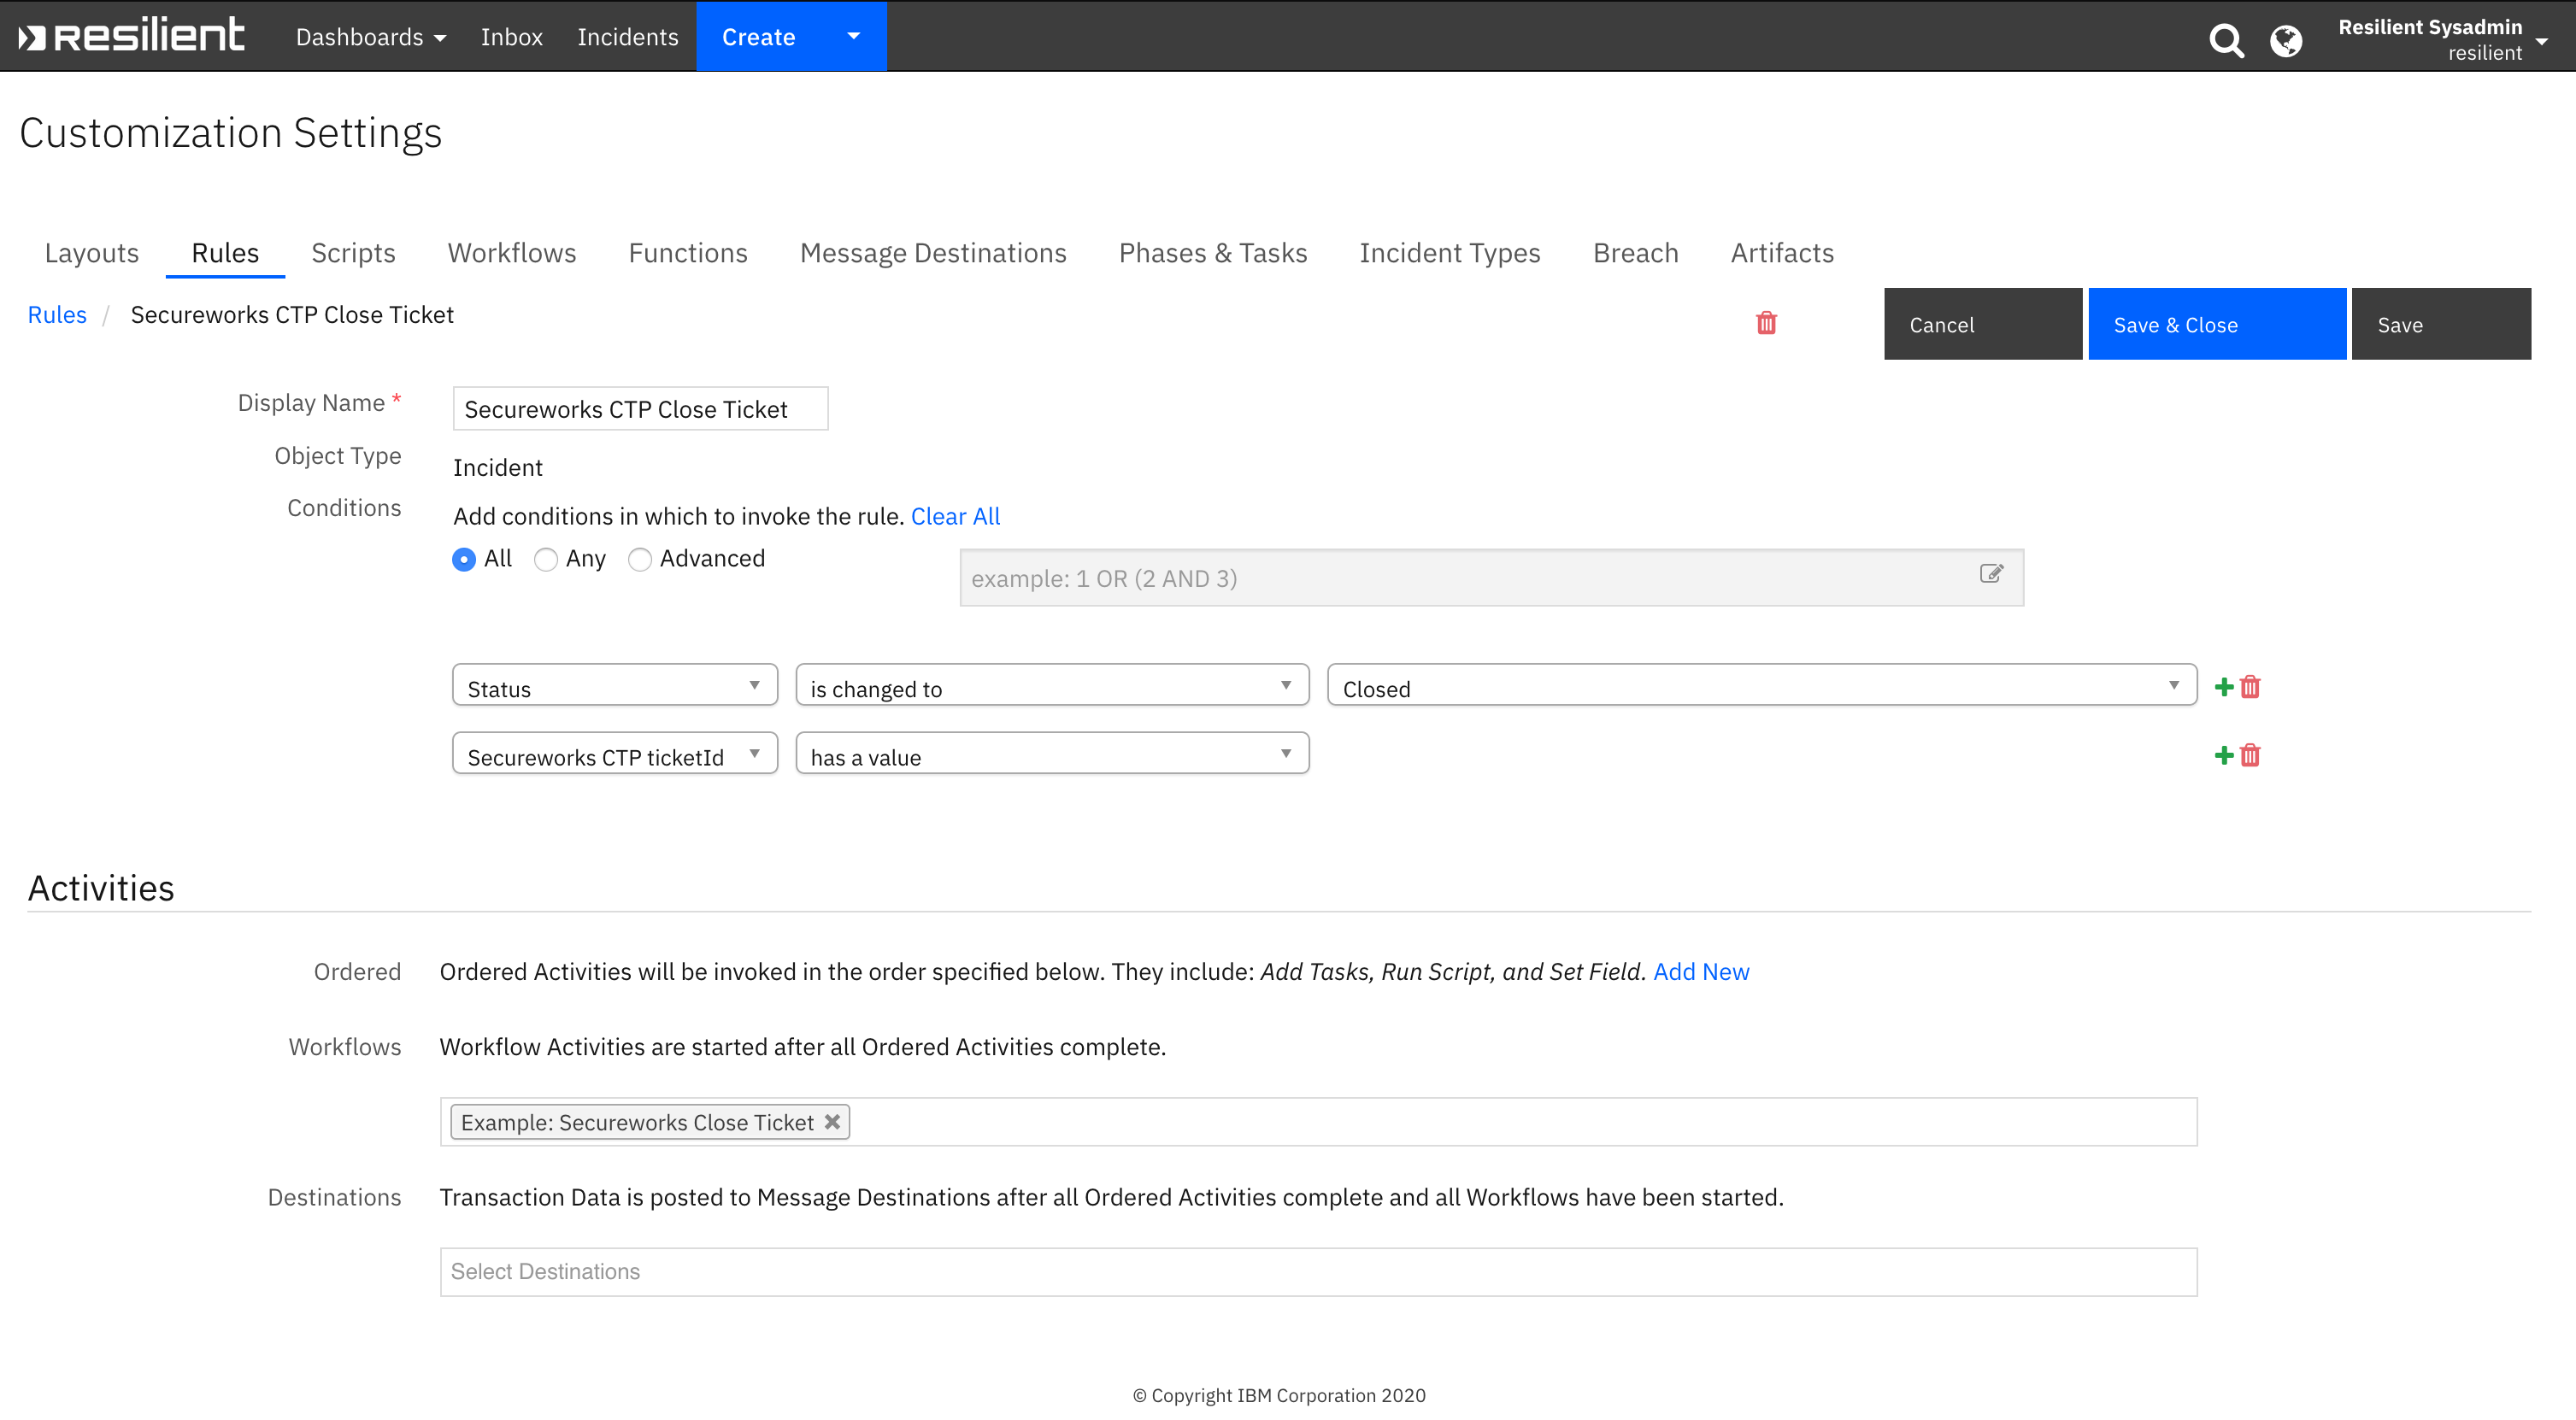 resilient Dashboards Inbox Incidents Create Resilient Sysadmin
resilient
Customization Settings
Layouts Rules Scripts Workflows Functions Message Destinations Phases & Tasks Incident Types Breach Artifacts
Rules / Secureworks CTP Close Ticket Cancel Save & Close Save
Display Name * Secureworks CTP Close Ticket
Object Type Incident
Conditions Add conditions in which to invoke the rule. Clear All
All Any Advanced example: 1 OR (2 AND 3)
Status is changed to Closed
Secureworks CTP ticketId has a value
Activities
Ordered Ordered Activities will be invoked in the order specified below. They include: Add Tasks, Run Script, and Set Field. Add New
Workflows Workflow Activities are started after all Ordered Activities complete.
Example: Secureworks Close Ticket
Destinations Transaction Data is posted to Message Destinations after all Ordered Activities complete and all Workflows have been started.
Select Destinations
© Copyright IBM Corporation 2020